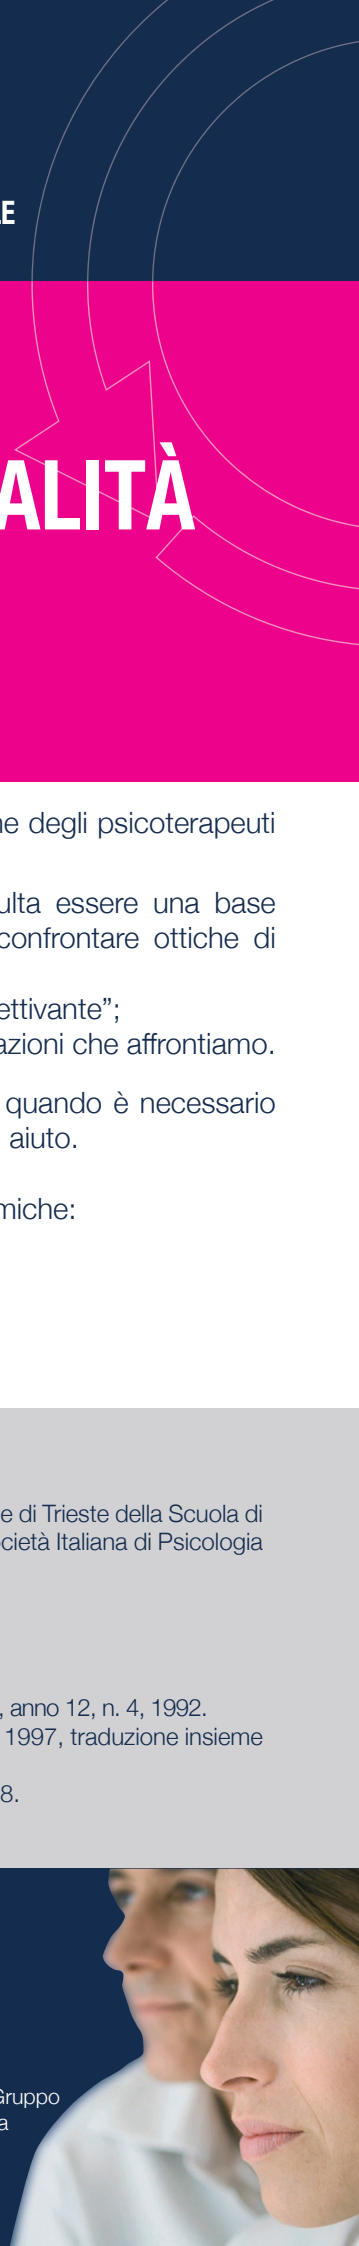 LE
ALITÀ
ne degli psicoterapeuti
ulta essere una base
confrontare ottiche di
ettivante”;
azioni che affrontiamo.
quando è necessario
aiuto.
miche:
e di Trieste della Scuola di
cietà Italiana di Psicologia
, anno 12, n. 4, 1992.
1997, traduzione insieme
8.
Gruppo
a